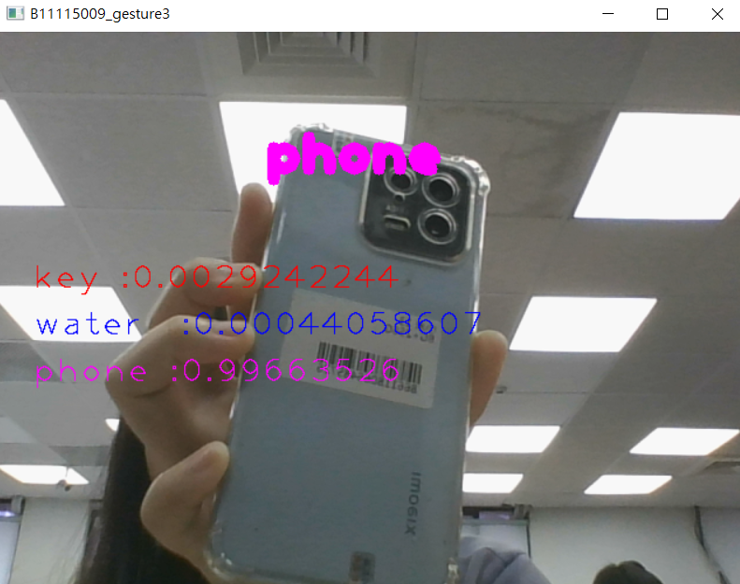 B11115009_gesture3
phone
key :0.0029242244
water :0.00044058607
phone :0.99663526
XIAOMI